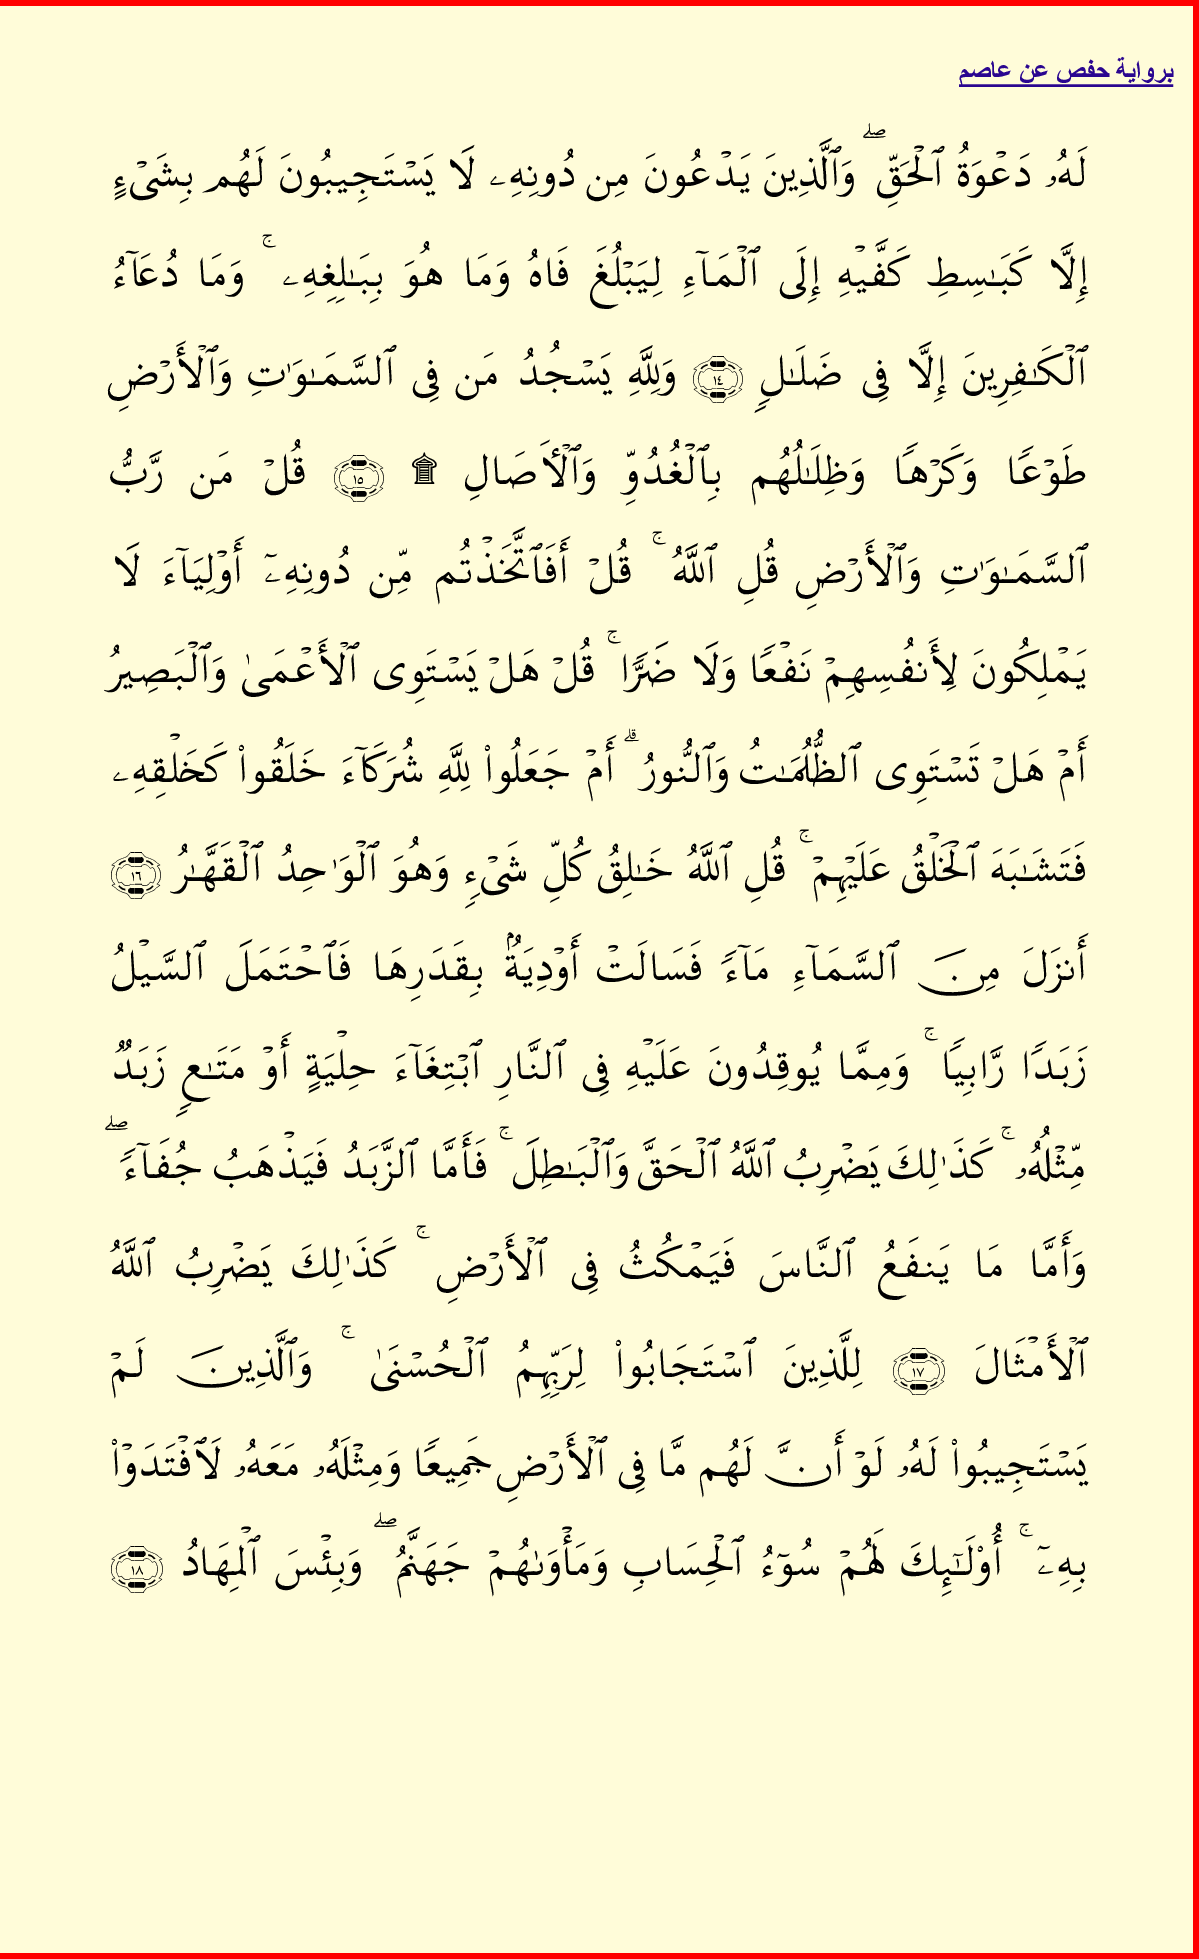 برواية حفص عن عاصم
لَهُۥ دَعۡوَةُ ٱلۡحَقِّۖ وَٱلَّذِينَ يَدۡعُونَ مِن دُونِهِۦ لَا يَسۡتَجِيبُونَ لَهُم بِشَيۡءٍ
إِلَّا كَبَٰسِطِ كَفَّيۡهِ إِلَى ٱلۡمَآءِ لِيَبۡلُغَ فَاهُ وَمَا هُوَ بِبَٰلِغِهِۦۚ وَمَا دُعَآءُ
ٱلۡكَٰفِرِينَ إِلَّا فِي ضَلَٰلٖ ١٤ وَلِلَّهِ يَسۡجُدُۤ مَن فِي ٱلسَّمَٰوَٰتِ وَٱلۡأَرۡضِ
طَوۡعٗا وَكَرۡهٗا وَظِلَٰلُهُم بِٱلۡغُدُوِّ وَٱلۡأٓصَالِ ۩ ١٥ قُلۡ مَن رَّبُّ
ٱلسَّمَٰوَٰتِ وَٱلۡأَرۡضِ قُلِ ٱللَّهُۚ قُلۡ أَفَٱتَّخَذۡتُم مِّن دُونِهِۦٓ أَوۡلِيَآءَ لَا
يَمۡلِكُونَ لِأَنفُسِهِمۡ نَفۡعٗا وَلَا ضَرّٗاۚ قُلۡ هَلۡ يَسۡتَوِي ٱلۡأَعۡمَىٰ وَٱلۡبَصِيرُ
أَمۡ هَلۡ تَسۡتَوِي ٱلظُّلُمَٰتُ وَٱلنُّورُۗ أَمۡ جَعَلُواْ لِلَّهِ شُرَكَآءَ خَلَقُواْ كَخَلۡقِهِۦ
فَتَشَٰبَهَ ٱلۡخَلۡقُ عَلَيۡهِمۡۚ قُلِ ٱللَّهُ خَٰلِقُ كُلِّ شَيۡءٖ وَهُوَ ٱلۡوَٰحِدُ ٱلۡقَهَّٰرُ ١٦
أَنزَلَ مِنَ ٱلسَّمَآءِ مَآءٗ فَسَالَتۡ أَوۡدِيَةُۢ بِقَدَرِهَا فَٱحۡتَمَلَ ٱلسَّيۡلُ
زَبَدٗا رَّابِيٗاۚ وَمِمَّا يُوقِدُونَ عَلَيۡهِ فِي ٱلنَّارِ ٱبۡتِغَآءَ حِلۡيَةٍ أَوۡ مَتَٰعٖ زَبَدٞ
مِّثۡلُهُۥۚ كَذَٰلِكَ يَضۡرِبُ ٱللَّهُ ٱلۡحَقَّ وَٱلۡبَٰطِلَۚ فَأَمَّا ٱلزَّبَدُ فَيَذۡهَبُ جُفَآءٗۖ
وَأَمَّا مَا يَنفَعُ ٱلنَّاسَ فَيَمۡكُثُ فِي ٱلۡأَرۡضِۚ كَذَٰلِكَ يَضۡرِبُ ٱللَّهُ
ٱلۡأَمۡثَالَ ١٧ لِلَّذِينَ ٱسۡتَجَابُواْ لِرَبِّهِمُ ٱلۡحُسۡنَىٰۚ وَٱلَّذِينَ لَمۡ
يَسۡتَجِيبُواْ لَهُۥ لَوۡ أَنَّ لَهُم مَّا فِي ٱلۡأَرۡضِ جَمِيعٗا وَمِثۡلَهُۥ مَعَهُۥ لَٱفۡتَدَوۡاْ
بِهِۦٓۚ أُوْلَٰٓئِكَ لَهُمۡ سُوٓءُ ٱلۡحِسَابِ وَمَأۡوَىٰهُمۡ جَهَنَّمُۖ وَبِئۡسَ ٱلۡمِهَادُ ١٨